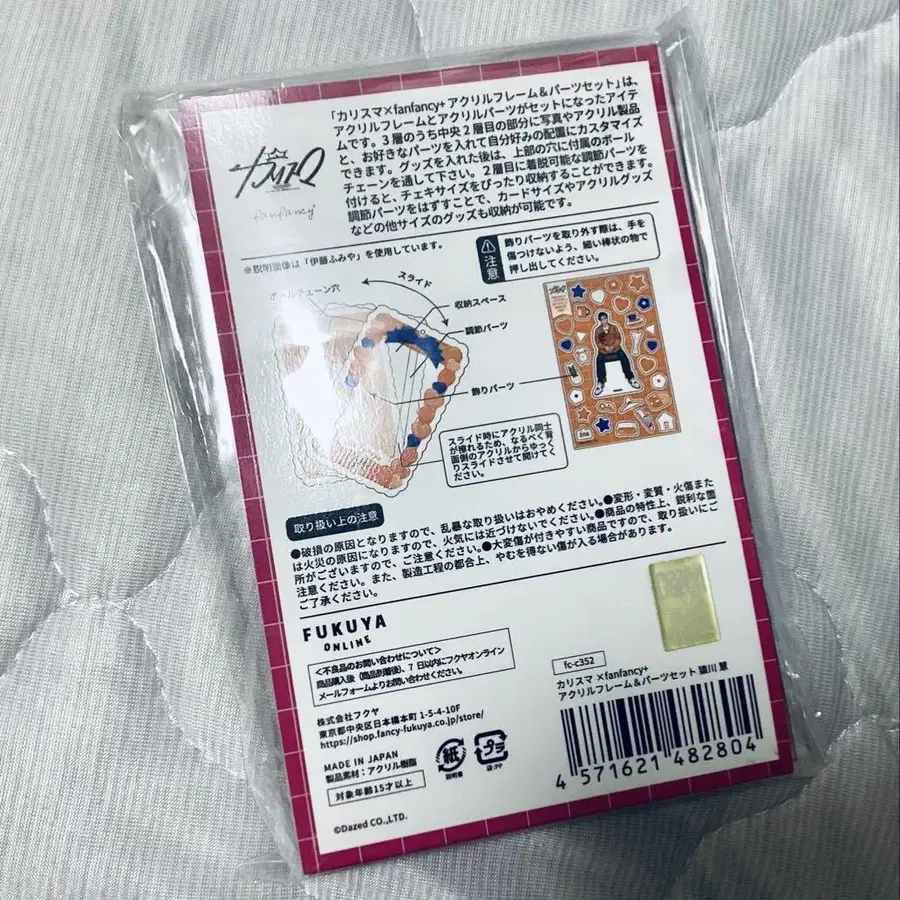 カリスマ
fanfancy+
「カリスマ×fanfancy+ アクリルフレーム&パーツセット」は、
アクリルフレームとアクリルパーツがセットになったアイテ
ムです。3層のうち中央2層目の部分に写真やアクリル製品
と、お好きなパーツを入れて自分好みの配置にカスタマイズ
できます。グッズを入れた後は、上部の穴に付属のボール
チェーンを通して下さい。2層目に着脱可能な調節パーツを
付けると、チェキサイズをぴったり収納することができます。
調節パーツをはずすことで、カードサイズやアクリルグッズ
などの他サイズのグッズも収納が可能です。
※説明画像は「伊藤ふみや」を使用しています。
注意
飾りパーツを取り外す際は、手を
傷つけないよう、細い棒状の物で
押し出してください。
ボールチェーン穴
スライド
収納スペース
調節パーツ
飾りパーツ
スライド時にアクリル同士
が擦れるため、なるべく背
面側のアクリルからゆっく
りスライドさせて開けてく
ださい。
取り扱い上の注意
●破損の原因となりますので、乱暴な取り扱いはおやめください。●変形・変質・火傷また
は火災の原因になりますので、火気には近づけないでください。●商品の特性上、鋭利な箇
所がございますので、ご注意ください。●大変傷が付きやすい商品ですので、取り扱いにご
注意ください。また、製造工程の都合上、やむを得ない傷が入る場合があります。
ご了承ください。
FUKUYA
ONLINE
<不良品のお問い合わせについて>
商品購入後(商品到着後)、7日以内にフクヤオンライン
メールフォームよりお問い合わせください。
株式会社フクヤ
東京都中央区日本橋本町 1-5-4-10F
https://shop.fancy-fukuya.co.jp/store/
MADE IN JAPAN
製品素材:アクリル樹脂
対象年齢15才以上
©Dazed CO.,LTD.
紙
説明書
プラ
袋・フタ
fc-c352
カリスマ ×fanfancy+
アクリルフレーム&パーツセット 猿川 慧
4 571621 482804